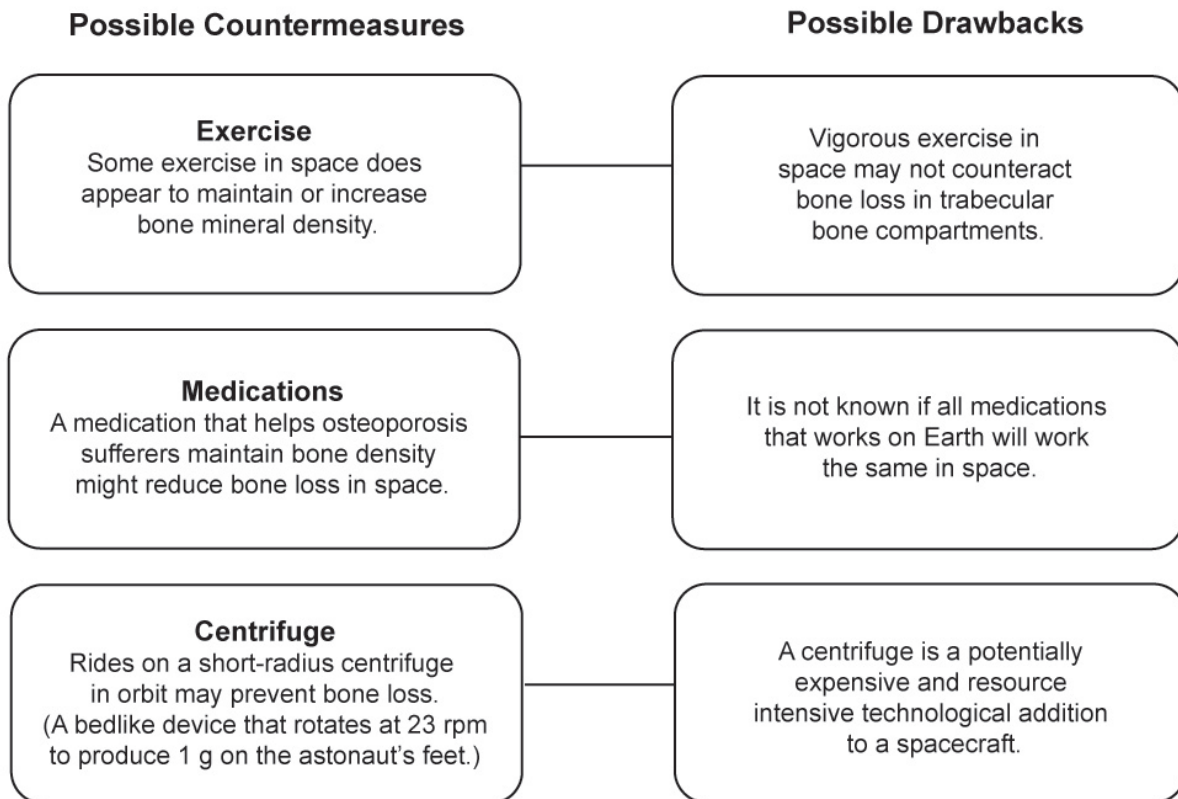 Possible Countermeasures
Possible Drawbacks
Exercise
Some exercise in space does
appear to maintain or increase
bone mineral density.
Vigorous exercise in
space may not counteract
bone loss in trabecular
bone compartments.
Medications
A medication that helps osteoporosis
sufferers maintain bone density
might reduce bone loss in space.
It is not known if all medications
that works on Earth will work
the same in space.
Centrifuge
Rides on a short-radius centrifuge
in orbit may prevent bone loss.
(A bedlike device that rotates at 23 rpm
to produce 1 g on the astonaut's feet.)
A centrifuge is a potentially
expensive and resource
intensive technological addition
to a spacecraft.